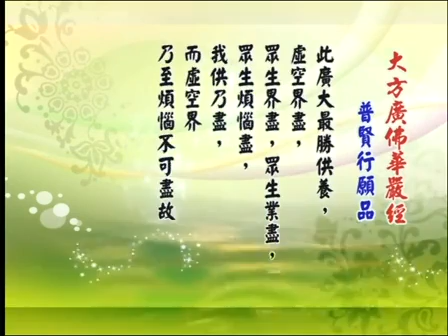 大方廣佛華嚴經
普賢行願品
此廣大最勝供養，
虛空界盡，
眾生界盡，眾生業盡，
眾生煩惱盡，
我供乃盡，
而虛空界
乃至煩惱不可盡故